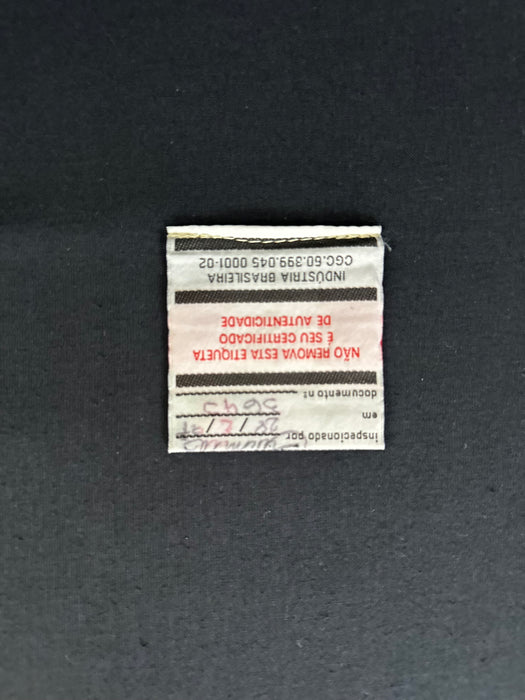 inspecionado por
em
documento nº
NÃO REMOVA ESTA ETIQUETA
É SEU CERTIFICADO
DE AUTENTICIDADE
INDÚSTRIA BRASILEIRA
CGC.60.399.045 0001-02